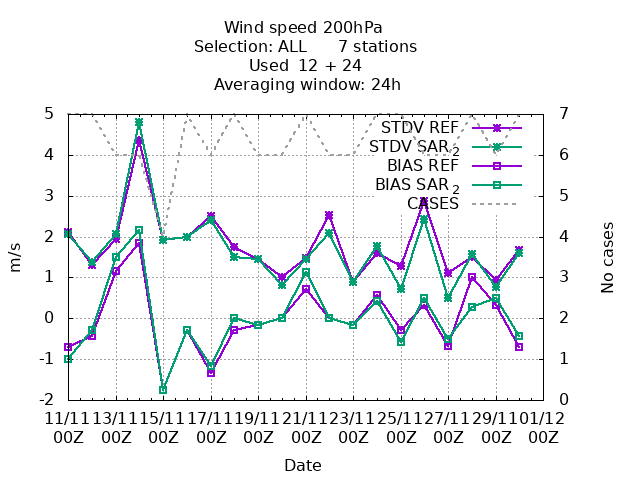 Wind speed 200hPa
Selection: ALL 7 stations
Used 12 + 24
Averaging window: 24h
5 7
STDV REF
STDV SAR 2
6
BIAS REF
4 5
BIAS SAR 2
CASES
3 4
2
1 3
0 2
-1 1
-2 0
m/s
No cases
11/11 13/11 15/11 17/11 19/11 21/11 23/11 25/11 27/11 29/11 01/12
00Z 00Z 00Z 00Z 00Z 00Z 00Z 00Z 00Z 00Z 00Z
Date